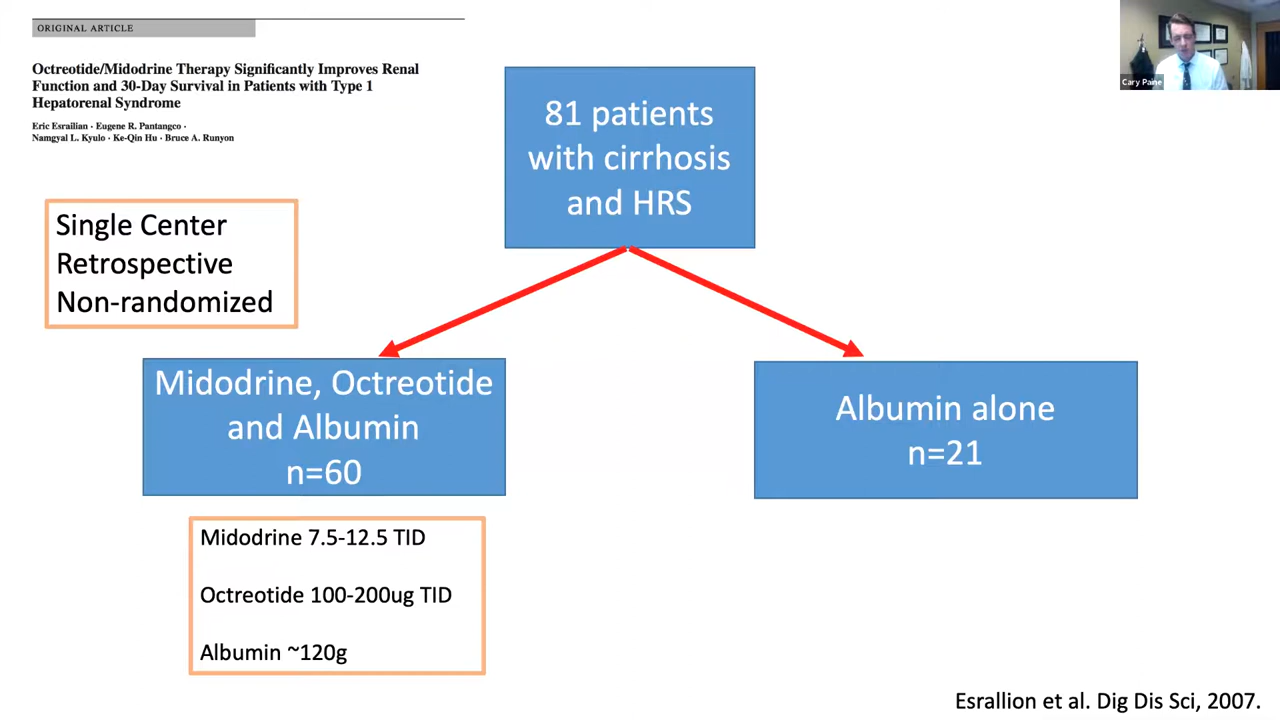 ORIGINAL ARTICLE
Octreotide/Midodrine Therapy Significantly Improves Renal
Function and 30-Day Survival in Patients with Type 1
Hepatorenal Syndrome
Eric Esrailian · Eugene R. Pantangco ·
Namgyal L. Kyulo · Ke-Qin Hu · Bruce A. Runyon
Cary Paine
81 patients
with cirrhosis
and HRS
Single Center
Retrospective
Non-randomized
Midodrine, Octreotide
and Albumin
n=60
Albumin alone
n=21
Midodrine 7.5-12.5 TID
Octreotide 100-200ug TID
Albumin ~120g
Esrallion et al. Dig Dis Sci, 2007.